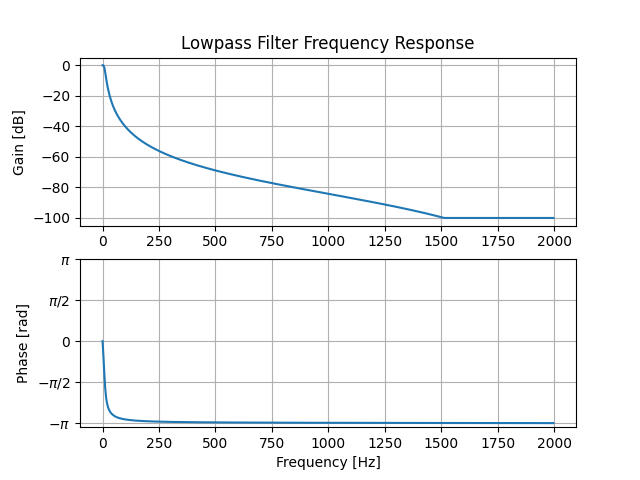 Lowpass Filter Frequency Response
Gain [dB]
0
−20
−40
−60
−80
−100
0 250 500 750 1000 1250 1500 1750 2000
Phase [rad]
π
π/2
0
−π/2
−π
0 250 500 750 1000 1250 1500 1750 2000
Frequency [Hz]